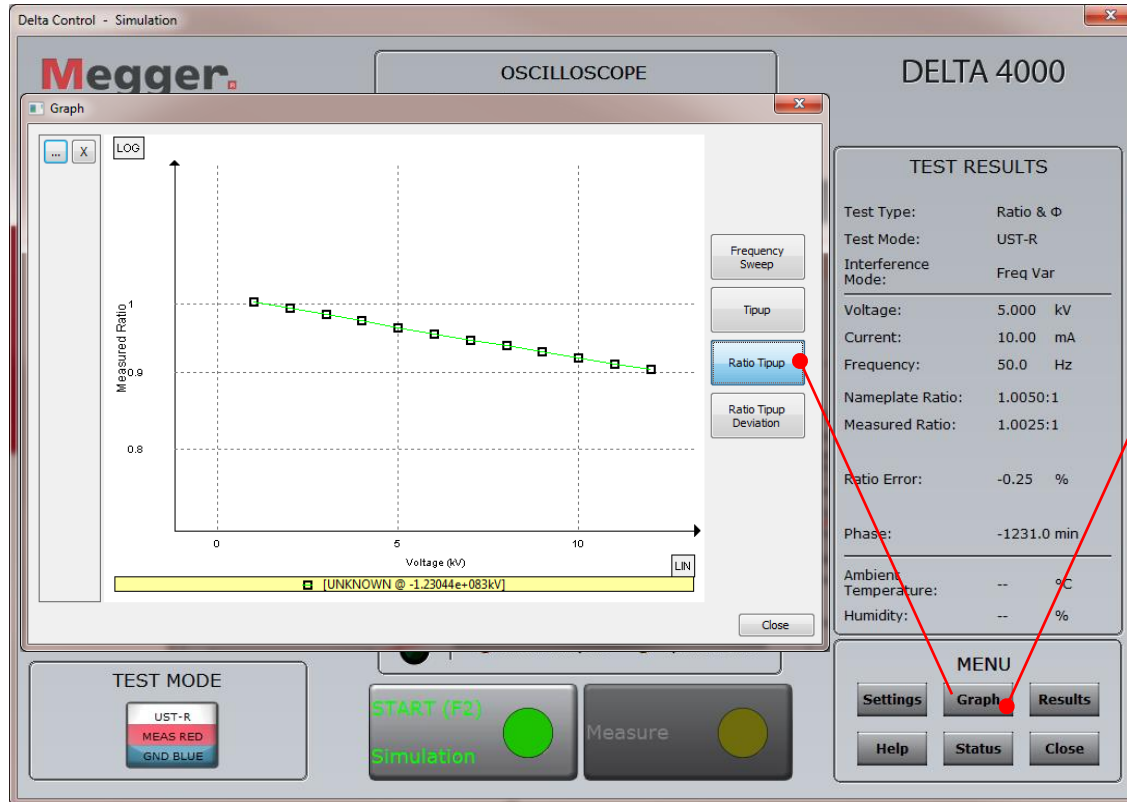 Delta Control - Simulation
Megger.
OSCILLOSCOPE
DELTA 4000
Graph
... X
LOG
1
0.9
0.8
Measured Ratio
0 5 10
Voltage (kV)
LIN
[UNKNOWN @ -1.23044e+083kV]
Frequency
Sweep
Tipup
Ratio Tipup
Ratio Tipup
Deviation
Close
TEST RESULTS
Test Type: Ratio & Φ
Test Mode: UST-R
Interference
Mode: Freq Var
Voltage: 5.000 kV
Current: 10.00 mA
Frequency: 50.0 Hz
Nameplate Ratio: 1.0050:1
Measured Ratio: 1.0025:1
Ratio Error: -0.25 %
Phase: -1231.0 min
Ambient
Temperature: -- °C
Humidity: -- %
TEST MODE
UST-R
MEAS RED
GND BLUE
START (F2)
Simulation
Measure
MENU
Settings Graph Results
Help Status Close